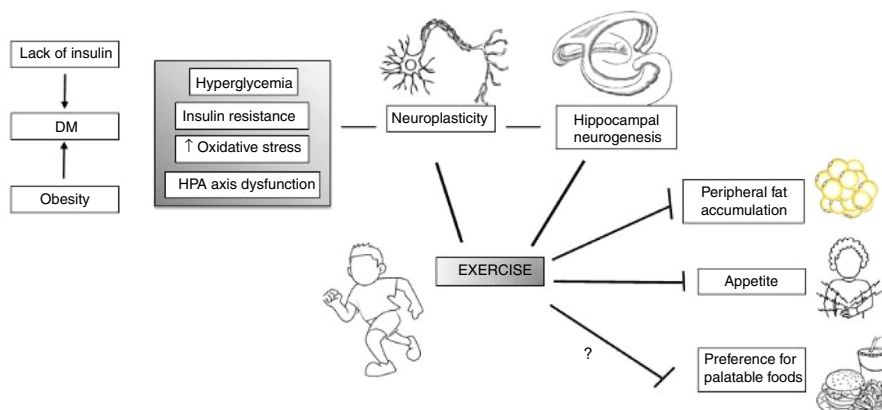 Lack of insulin
DM
Obesity
Hyperglycemia
Insulin resistance
↑ Oxidative stress
HPA axis dysfunction
Neuroplasticity
Hippocampal
neurogenesis
EXERCISE
Peripheral fat
accumulation
Appetite
?
Preference for
palatable foods